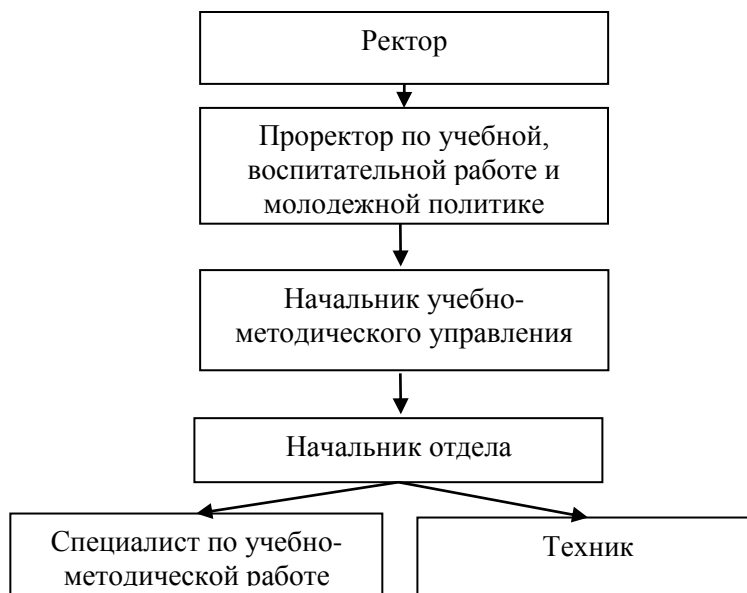 Ректор
Проректор по учебной,
воспитательной работе и
молодежной политике
Начальник учебно-
методического управления
Начальник отдела
Специалист по учебно-
методической работе
Техник